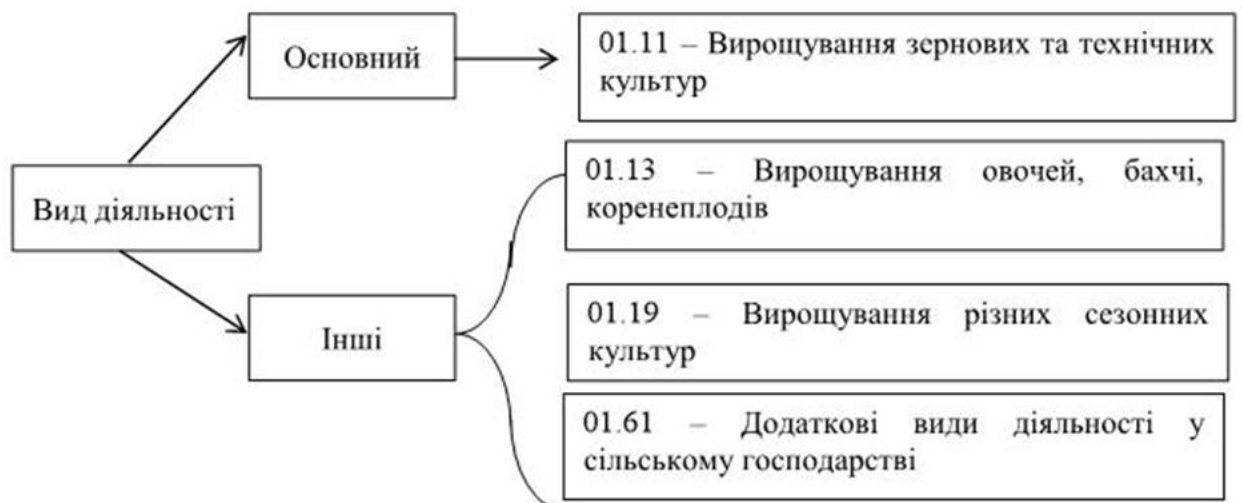 Основний
01.11 – Вирощування зернових та технічних
культур
Вид діяльності
01.13 – Вирощування овочей, бахчі,
коренеплодів
Інші
01.19 – Вирощування різних сезонних
культур
01.61 – Додаткові види діяльності у
сільському господарстві